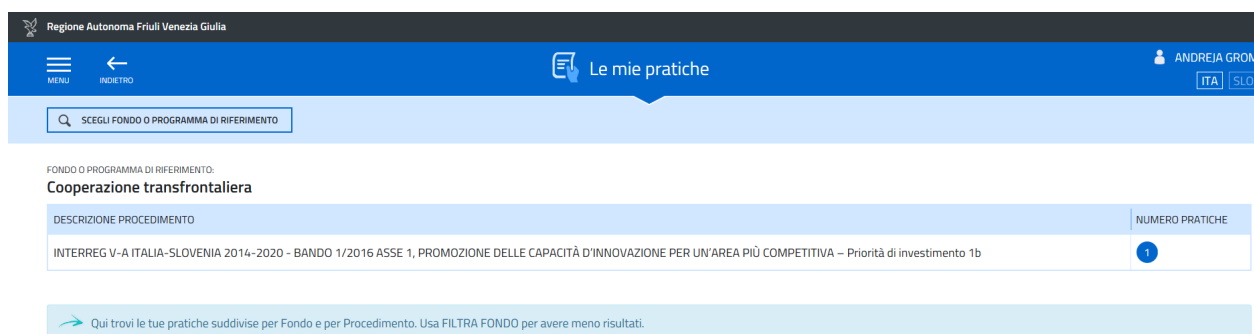 Regione Autonoma Friuli Venezia Giulia
MENU
INDIETRO
Le mie pratiche
ANDREJA GROM
ITA SLO
SCEGLI FONDO O PROGRAMMA DI RIFERIMENTO
FONDO O PROGRAMMA DI RIFERIMENTO:
Cooperazione transfrontaliera
DESCRIZIONE PROCEDIMENTO NUMERO PRATICHE
INTERREG V-A ITALIA-SLOVENIA 2014-2020 - BANDO 1/2016 ASSE 1, PROMOZIONE DELLE CAPACITÀ D’INNOVAZIONE PER UN’AREA PIÙ COMPETITIVA – Priorità di investimento 1b 1
Qui trovi le tue pratiche suddivise per Fondo e per Procedimento. Usa FILTRA FONDO per avere meno risultati.